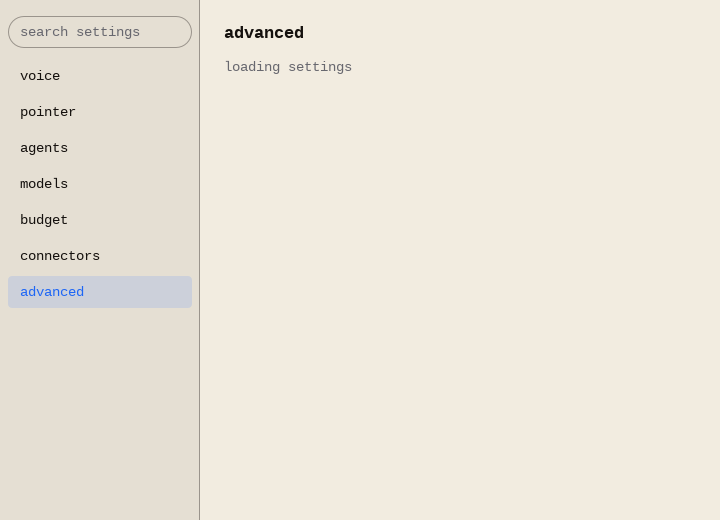 search settings
voice
pointer
agents
models
budget
connectors
advanced
advanced
loading settings